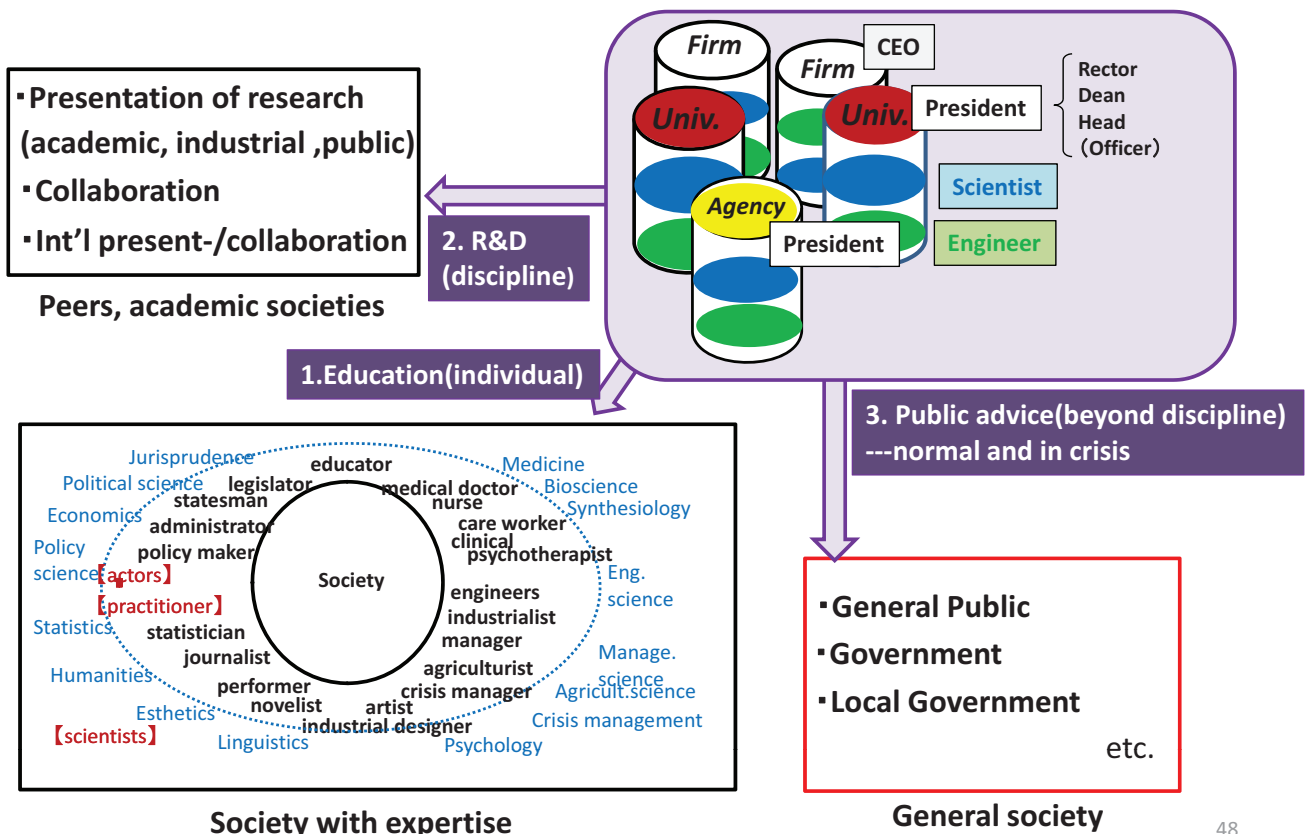 Firm
Firm
CEO
Univ.
Univ.
President
Rector
Dean
Head
（Officer）
Scientist
Agency
President
Engineer
▪Presentation of research
(academic, industrial ,public)
▪Collaboration
▪Int’l present-/collaboration
Peers, academic societies
2. R&D
(discipline)
1.Education(individual)
3. Public advice(beyond discipline)
---normal and in crisis
Jurisprudence
Political science
Economics
Policy
science
Statistics
Humanities
Esthetics
【scientists】
Linguistics
Psychology
Crisis management
Agricult.science
Manage.
science
Eng.
science
Synthesiology
Bioscience
Medicine
educator
legislator
statesman
administrator
policy maker
【actors】
【practitioner】
statistician
journalist
performer
novelist
artist
industrial designer
crisis manager
agriculturist
manager
industrialist
engineers
psychotherapist
clinical
care worker
nurse
medical doctor
Society
Society with expertise
▪General Public
▪Government
▪Local Government
etc.
General society
48